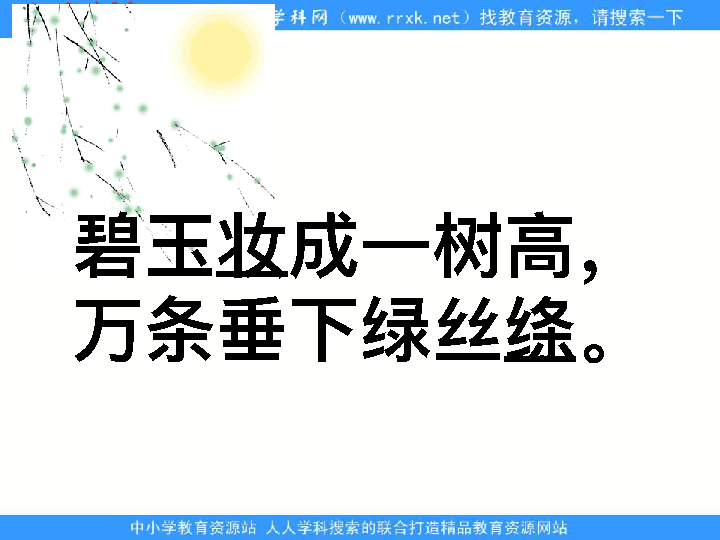 学科网（www.rrxk.net）找教育资源，请搜索一下
碧玉妆成一树高，
万条垂下绿丝绦。
中小学教育资源站 人人学科搜索的联合打造精品教育资源网站